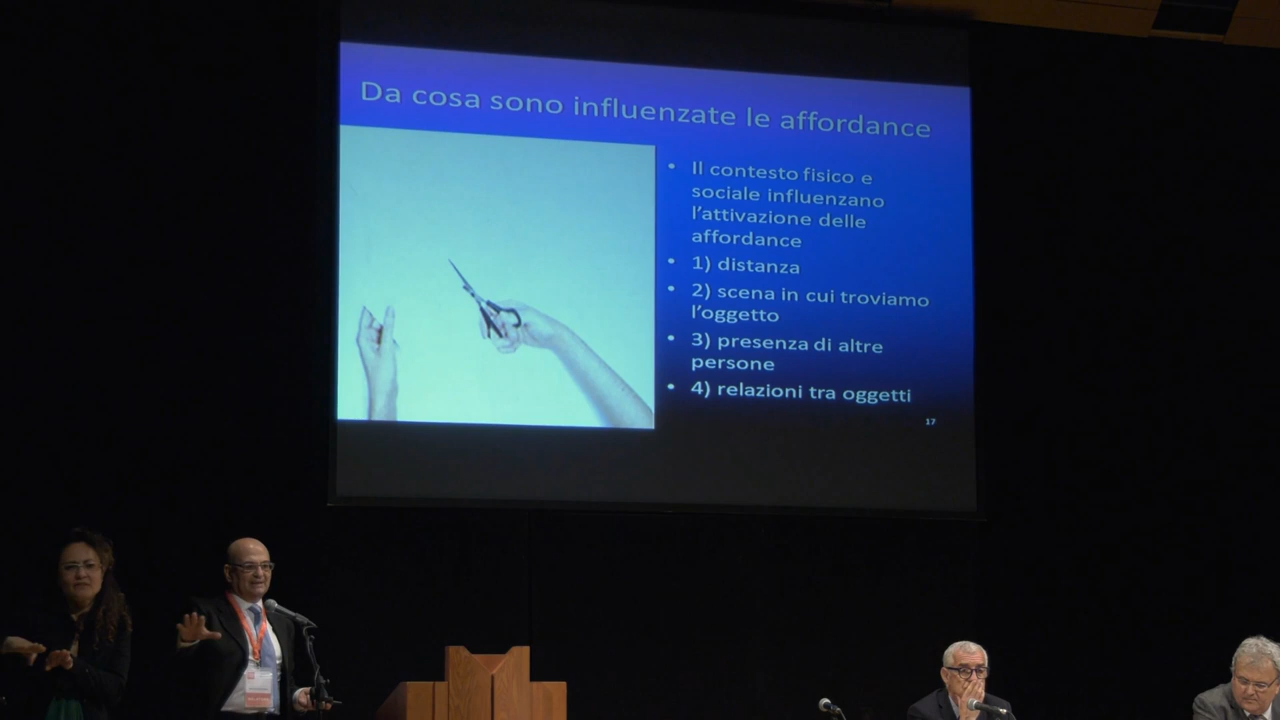 Da cosa sono influenzate le affordance
• Il contesto fisico e
sociale influenzano
l'attivazione delle
affordance
• 1) distanza
• 2) scena in cui troviamo
l'oggetto
• 3) presenza di altre
persone
• 4) relazioni tra oggetti
17